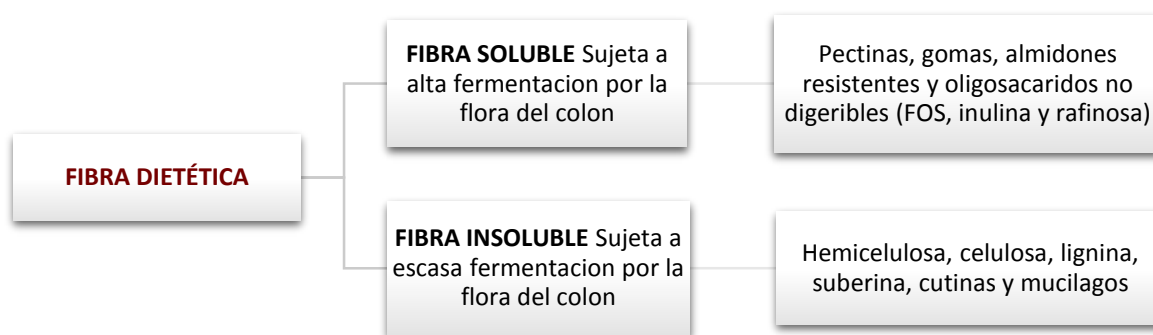 FIBRA DIETÉTICA
FIBRA SOLUBLE Sujeta a
alta fermentacion por la
flora del colon
Pectinas, gomas, almidones
resistentes y oligosacaridos no
digeribles (FOS, inulina y rafinosa)
FIBRA INSOLUBLE Sujeta a
escasa fermentacion por la
flora del colon
Hemicelulosa, celulosa, lignina,
suberina, cutinas y mucilagos